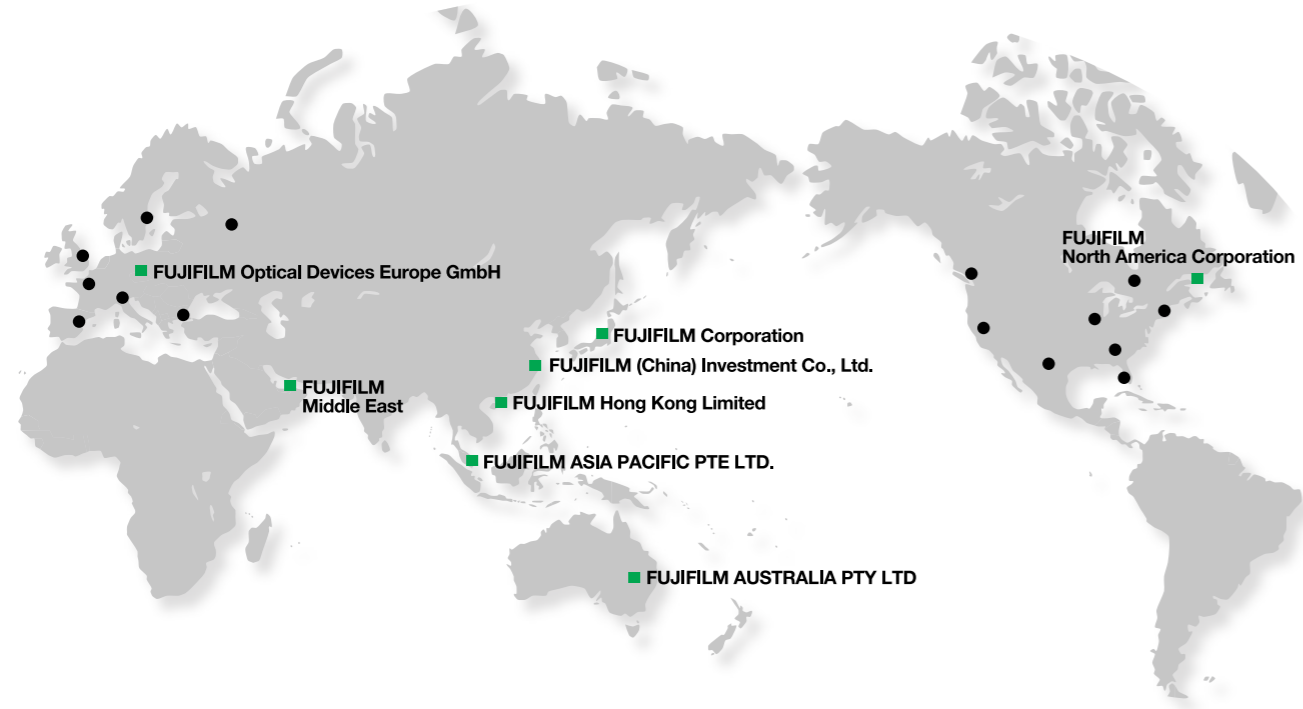 FUJIFILM
North America Corporation
FUJIFILM Optical Devices Europe GmbH
FUJIFILM Corporation
FUJIFILM (China) Investment Co., Ltd.
FUJIFILM
Middle East
FUJIFILM Hong Kong Limited
FUJIFILM ASIA PACIFIC PTE LTD.
FUJIFILM AUSTRALIA PTY LTD